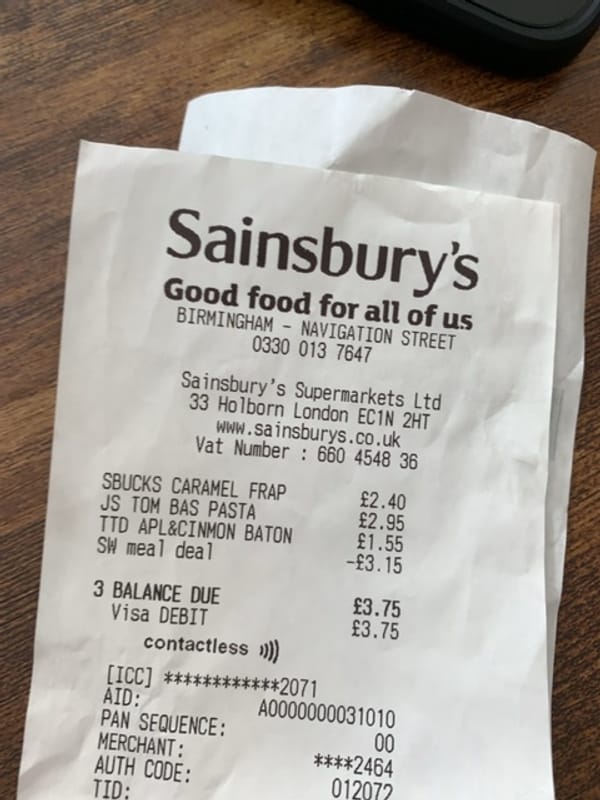 Sainsbury's
Good food for all of us
BIRMINGHAM - NAVIGATION STREET
0330 013 7647
Sainsbury's Supermarkets Ltd
33 Holborn London EC1N 2HT
www.sainsburys.co.uk
Vat Number : 660 4548 36
SBUCKS CARAMEL FRAP £2.40
JS TOM BAS PASTA £2.95
TTD APL&CINMON BATON £1.55
SW meal deal -£3.15
3 BALANCE DUE £3.75
Visa DEBIT £3.75
contactless
[ICC] ************2071
AID: A0000000031010
PAN SEQUENCE: 00
MERCHANT: ****2464
AUTH CODE: 012072
TID: